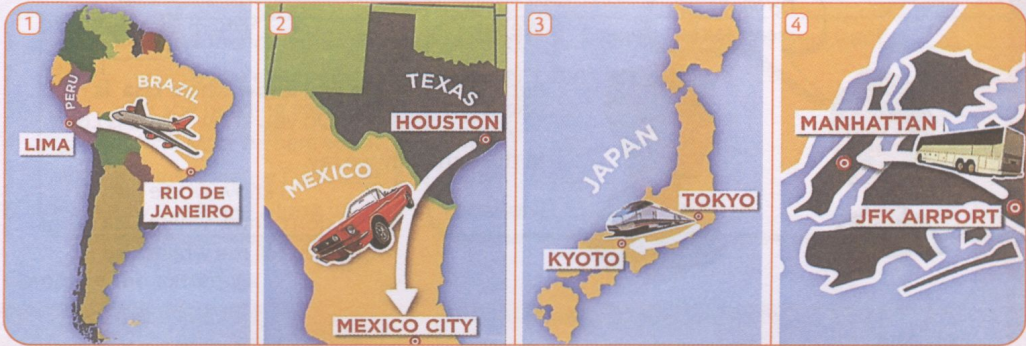 1
BRAZIL
PERU
LIMA
RIO DE
JANEIRO
2
TEXAS
HOUSTON
MEXICO
MEXICO CITY
3
JAPAN
TOKYO
KYOTO
4
MANHATTAN
JFK AIRPORT